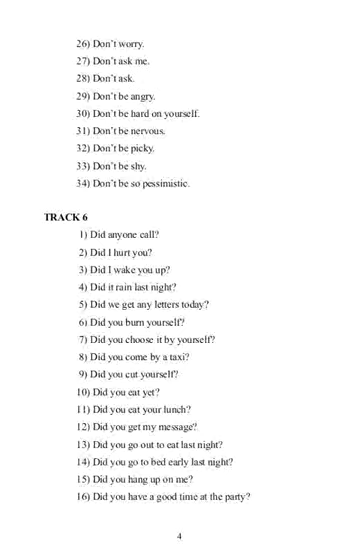 26) Don't worry.
27) Don't ask me.
28) Don't ask.
29) Don't be angry.
30) Don't be hard on yourself.
31) Don't be nervous.
32) Don't be picky.
33) Don't be shy.
34) Don't be so pessimistic.
TRACK 6
1) Did anyone call?
2) Did I hurt you?
3) Did I wake you up?
4) Did it rain last night?
5) Did we get any letters today?
6) Did you burn yourself?
7) Did you choose it by yourself?
8) Did you come by a taxi?
9) Did you cut yourself?
10) Did you eat yet?
11) Did you eat your lunch?
12) Did you get my message?
13) Did you go out to eat last night?
14) Did you go to bed early last night?
15) Did you hang up on me?
16) Did you have a good time at the party?
4